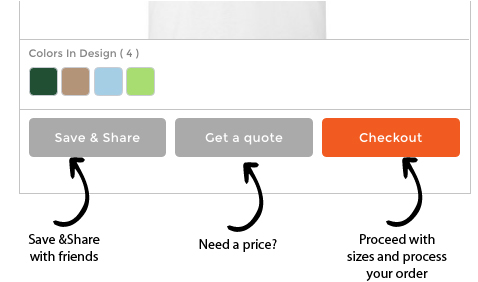 Colors In Design ( 4 )
Save & Share
Get a quote
Checkout
Save &Share
with friends
Need a price?
Proceed with
sizes and process
your order